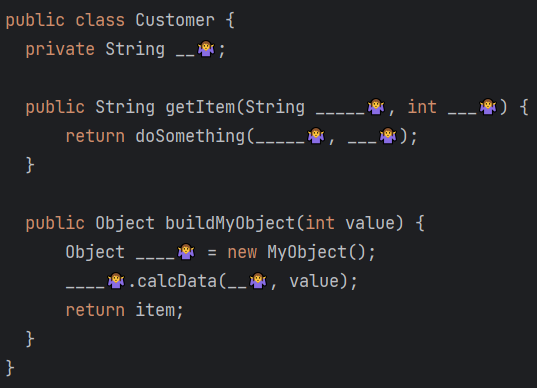 public class Customer {
private String __🤷‍♀️;
public String getItem(String _____🤷‍♀️, int ___🤷‍♀️) {
return doSomething(_____🤷‍♀️, ___🤷‍♀️);
}
public Object buildMyObject(int value) {
Object ____🤷‍♀️ = new MyObject();
____🤷‍♀️.calcData(__🤷‍♀️, value);
return item;
}
}